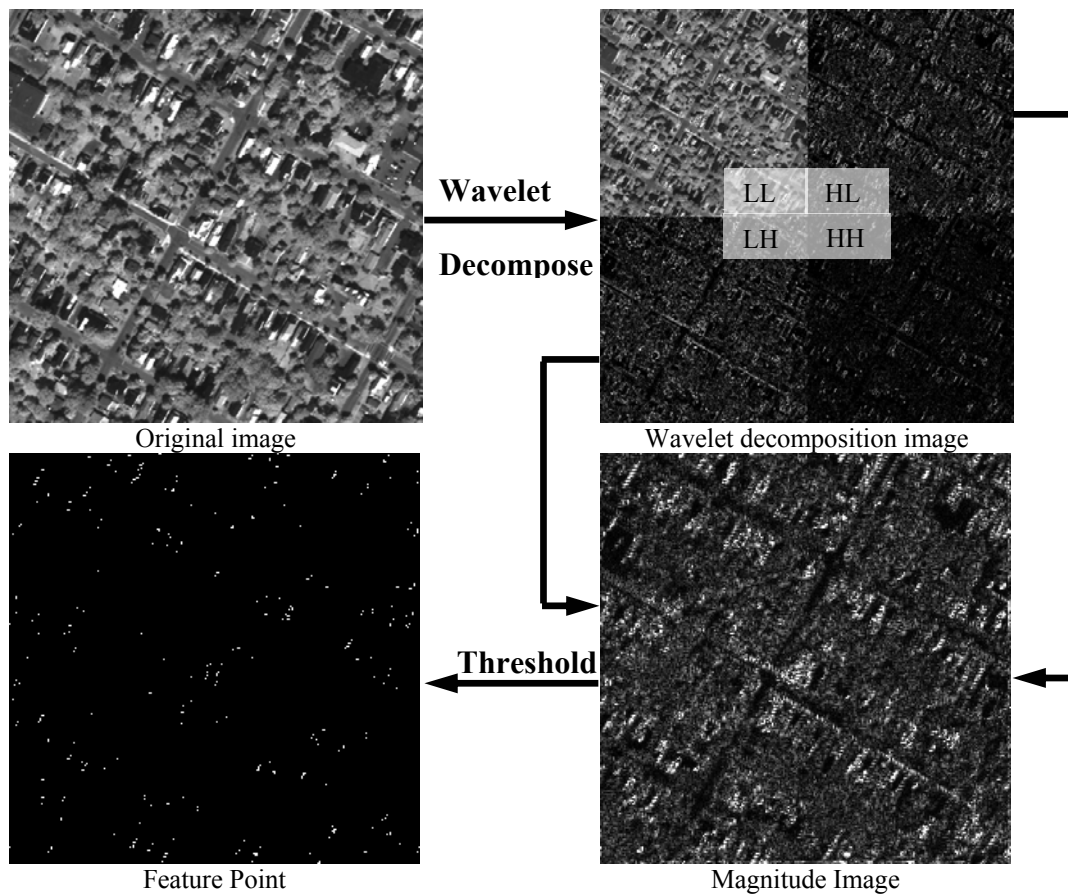 Wavelet
Decompose
LL HL
LH HH
Original image
Wavelet decomposition image
Threshold
Feature Point
Magnitude Image